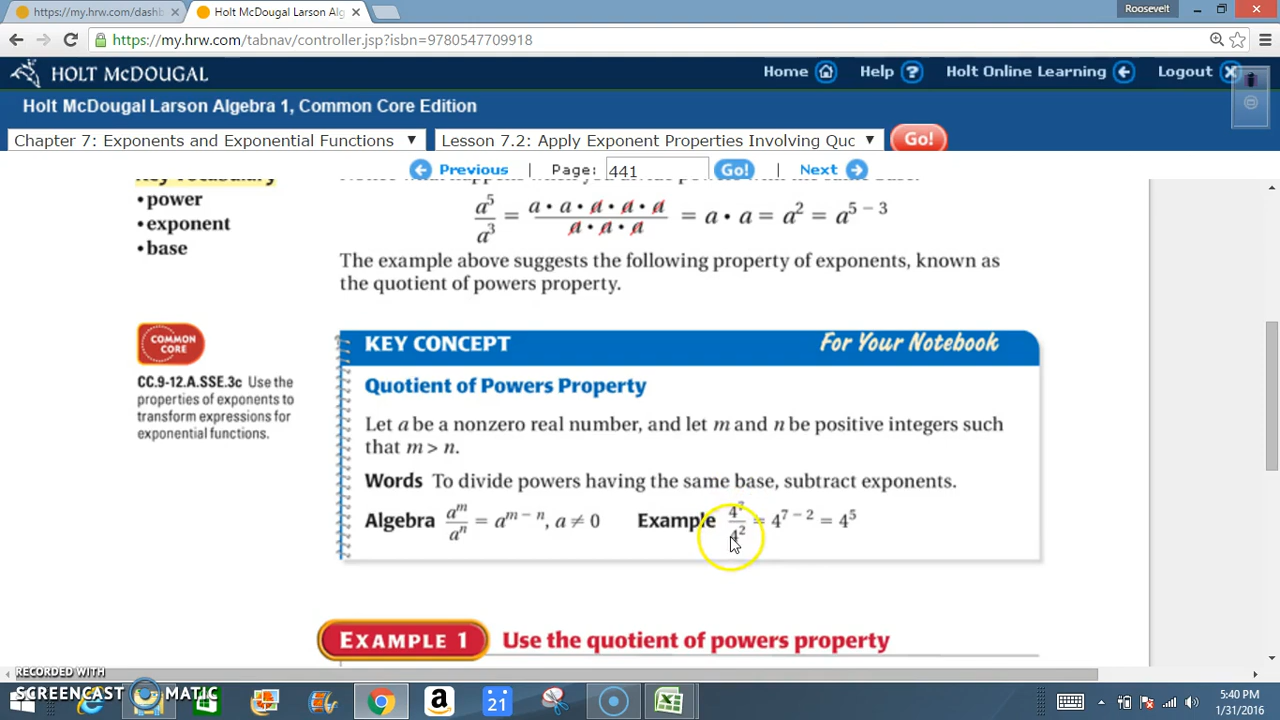 https://my.hrw.com/dashb
Holt McDougal Larson Alg
Roosevelt
https://my.hrw.com/tabnav/controller.jsp?isbn=9780547709918
HOLT MCDOUGAL
Home
Help ?
Holt Online Learning
Logout X
Holt McDougal Larson Algebra 1, Common Core Edition
Chapter 7: Exponents and Exponential Functions
Lesson 7.2: Apply Exponent Properties Involving Quo
Go!
Previous | Page: 441 Go! | Next
Key Vocabulary
• power
• exponent
• base
a⁵/a³ = a • a • a • a • a / a • a • a = a • a = a² = a⁵ ⁻ ³
The example above suggests the following property of exponents, known as
the quotient of powers property.
COMMON
CORE
CC.9-12.A.SSE.3c Use the
properties of exponents to
transform expressions for
exponential functions.
KEY CONCEPT
For Your Notebook
Quotient of Powers Property
Let a be a nonzero real number, and let m and n be positive integers such
that m > n.
Words To divide powers having the same base, subtract exponents.
Algebra aᵐ/aⁿ = aᵐ ⁻ ⁿ, a ≠ 0 Example 4⁷/4² = 4⁷ ⁻ ² = 4⁵
EXAMPLE 1 Use the quotient of powers property
RECORDED WITH
SCREENCAST MATIC
21
5:40 PM
1/31/2016